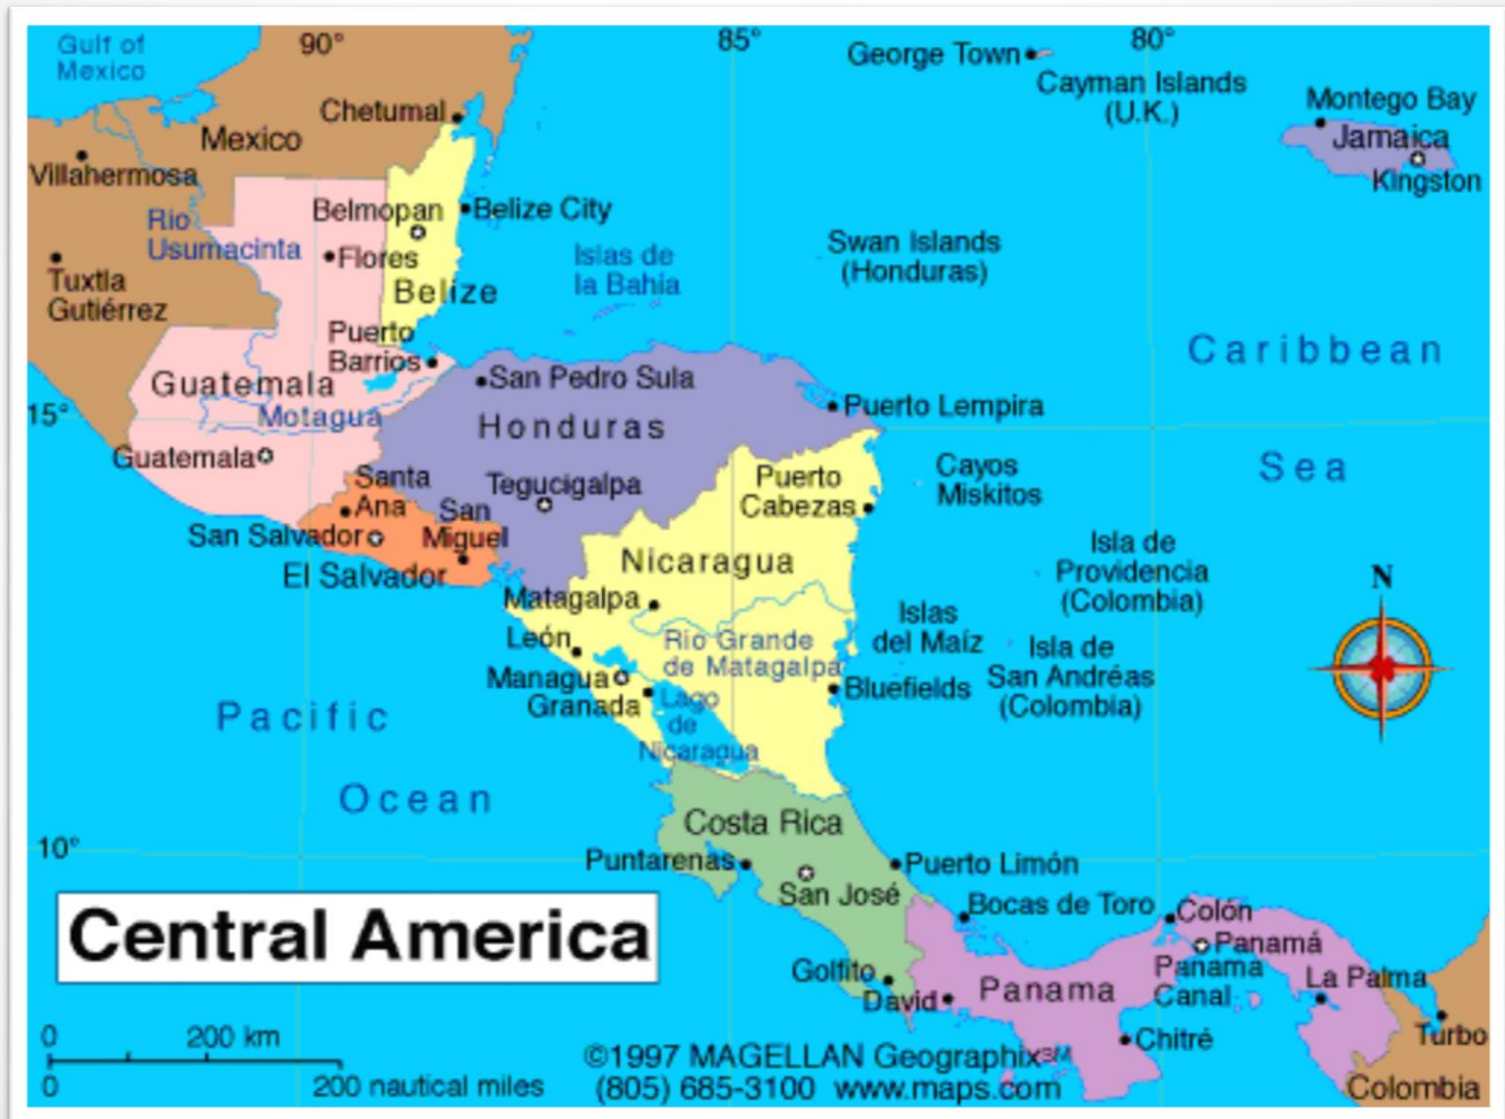 Gulf of
Mexico
90°
85°
80°
George Town
Cayman Islands
(U.K.)
Montego Bay
Jamaica
Kingston
Chetumal
Mexico
Villahermosa
Rio
Usumacinta
Belmopan
Belize City
Flores
Belize
Tuxtla
Gutiérrez
Islas de
la Bahia
Swan Islands
(Honduras)
Puerto
Barrios
Caribbean
Sea
Guatemala
Motagua
15°
San Pedro Sula
Puerto Lempira
Honduras
Guatemala
Santa
Ana
Tegucigalpa
San
Miguel
San Salvador
El Salvador
Puerto
Cabezas
Cayos
Miskitos
Nicaragua
Isla de
Providencia
(Colombia)
N
Matagalpa
León
Rio Grande
de Matagalpa
Islas
del Maíz
Isla de
San Andréas
(Colombia)
Managua
Granada
Lago
de
Nicaragua
Bluefields
Pacific
Ocean
10°
Costa Rica
Puntarenas
Puerto Limón
San José
Bocas de Toro
Colón
Panamá
Panama
Canal
La Palma
Central America
Golfito
David
Panama
Chitré
Turbo
Colombia
0 200 km
0 200 nautical miles
©1997 MAGELLAN Geographix℠
(805) 685-3100 www.maps.com